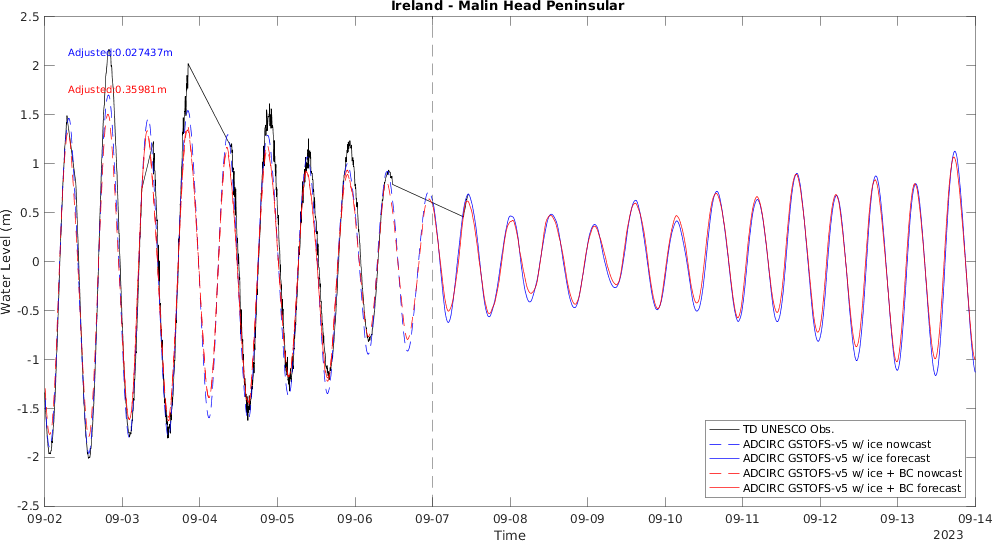 Ireland - Malin Head Peninsular
2.5
2
1.5
1
0.5
0
-0.5
-1
-1.5
-2
-2.5
Water Level (m)
Adjusted:0.027437m
Adjusted:0.35981m
TD UNESCO Obs.
ADCIRC GSTOFS-v5 w/ ice nowcast
ADCIRC GSTOFS-v5 w/ ice forecast
ADCIRC GSTOFS-v5 w/ ice + BC nowcast
ADCIRC GSTOFS-v5 w/ ice + BC forecast
09-02 09-03 09-04 09-05 09-06 09-07 09-08 09-09 09-10 09-11 09-12 09-13 09-14
Time
2023